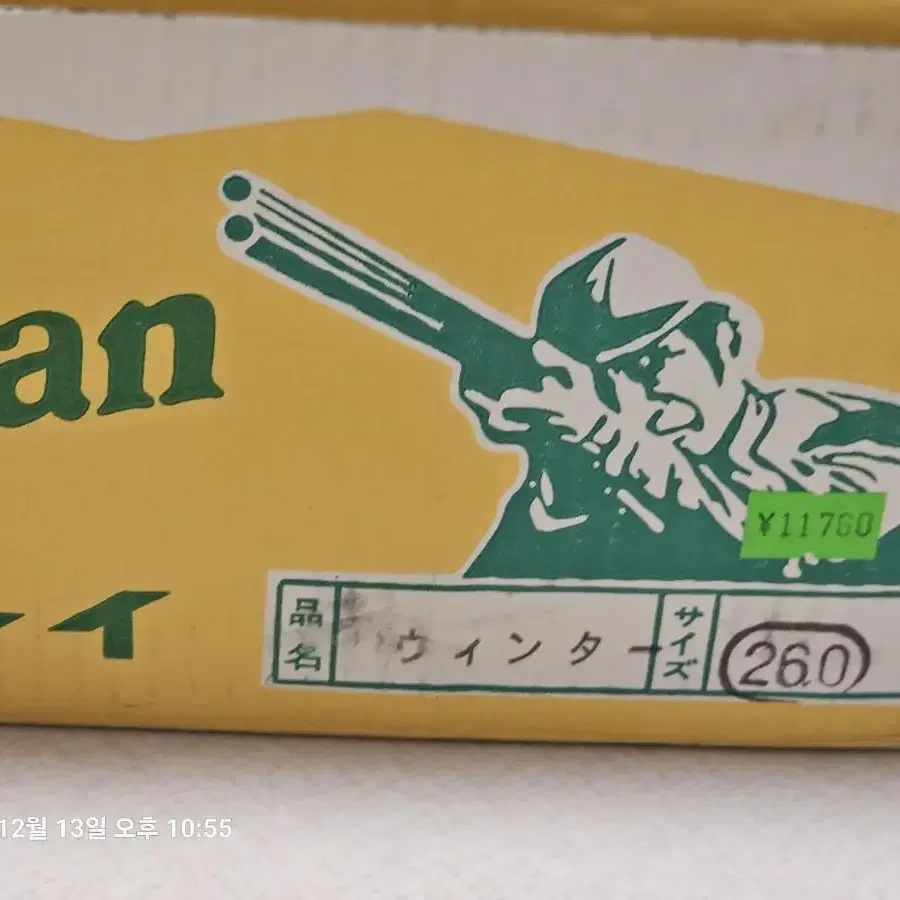 an
イ
¥11760
品名 ウィンター サイズ 26.0
12월 13일 오후 10:55